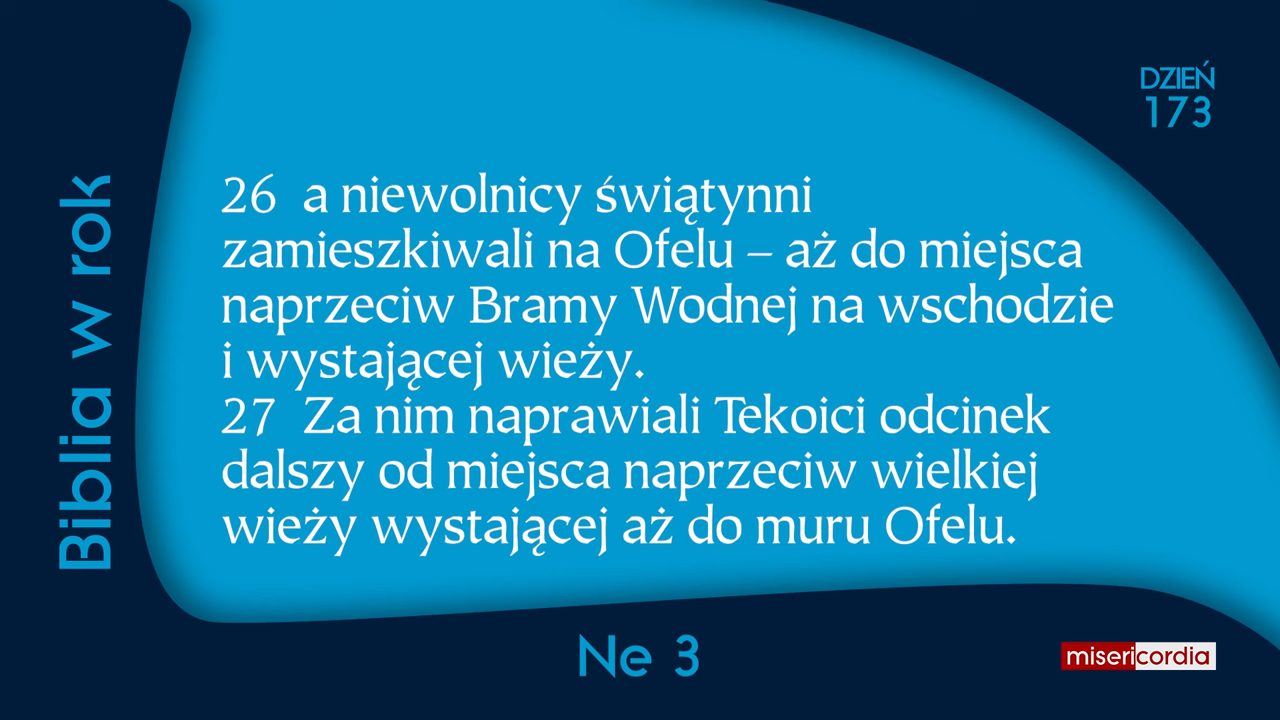 DZIEŃ
173
Biblia w rok
26 a niewolnicy świątynni
zamieszkiwali na Ofelu – aż do miejsca
naprzeciw Bramy Wodnej na wschodzie
i wystającej wieży.
27 Za nim naprawiali Tekoici odcinek
dalszy od miejsca naprzeciw wielkiej
wieży wystającej aż do muru Ofelu.
Ne 3
misericordia